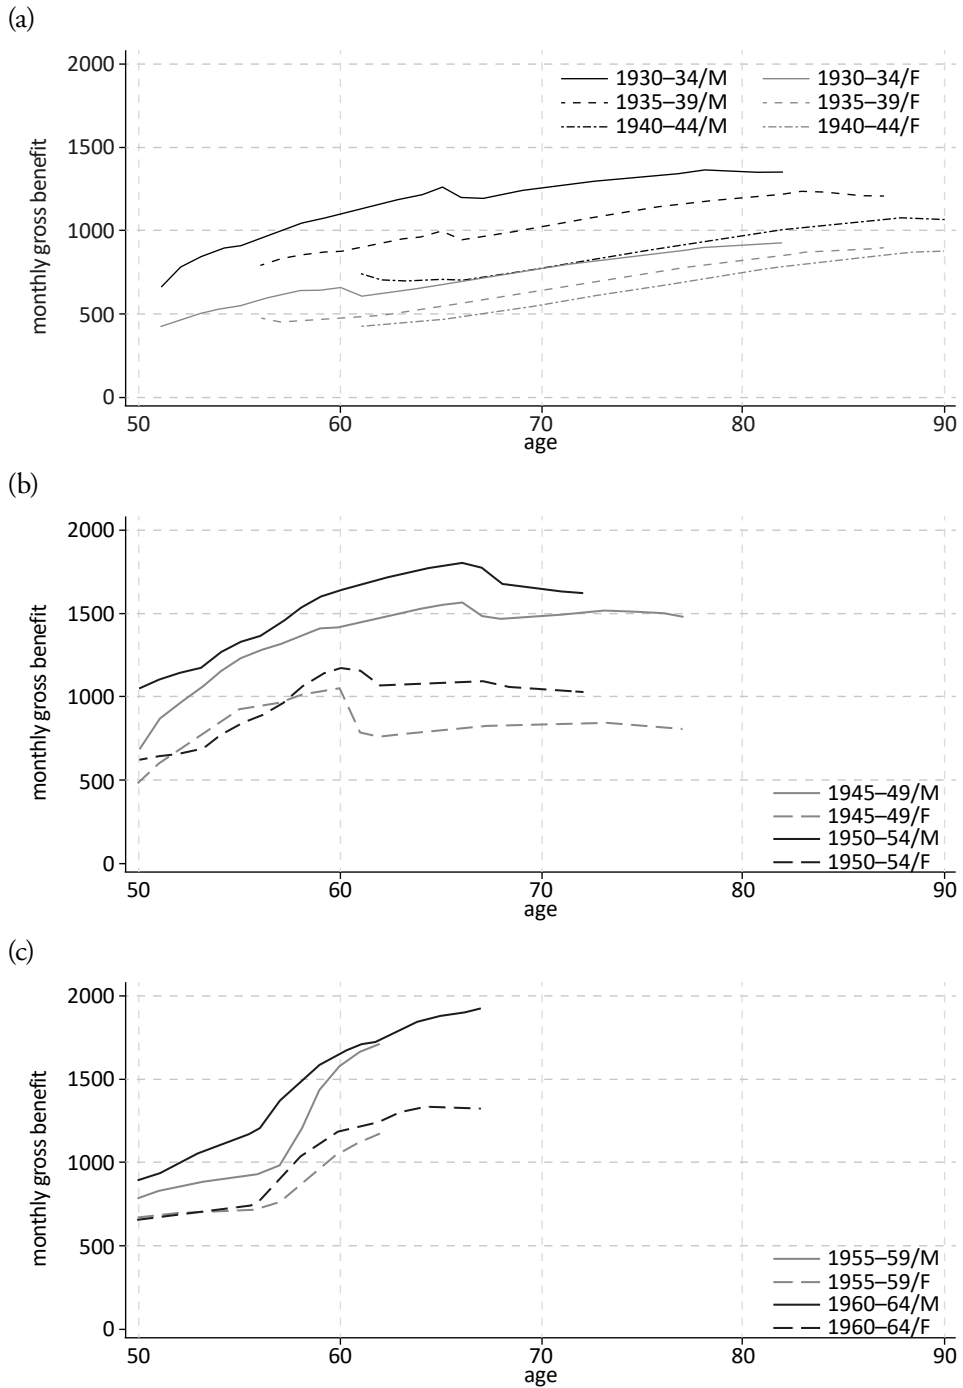 (a)
2000
1500
1000
500
0
monthly gross benefit
1930–34/M 1930–34/F
1935–39/M 1935–39/F
1940–44/M 1940–44/F
50 60 70 80 90
age
(b)
2000
1500
1000
500
0
monthly gross benefit
1945–49/M
1945–49/F
1950–54/M
1950–54/F
50 60 70 80 90
age
(c)
2000
1500
1000
500
0
monthly gross benefit
1955–59/M
1955–59/F
1960–64/M
1960–64/F
50 60 70 80 90
age